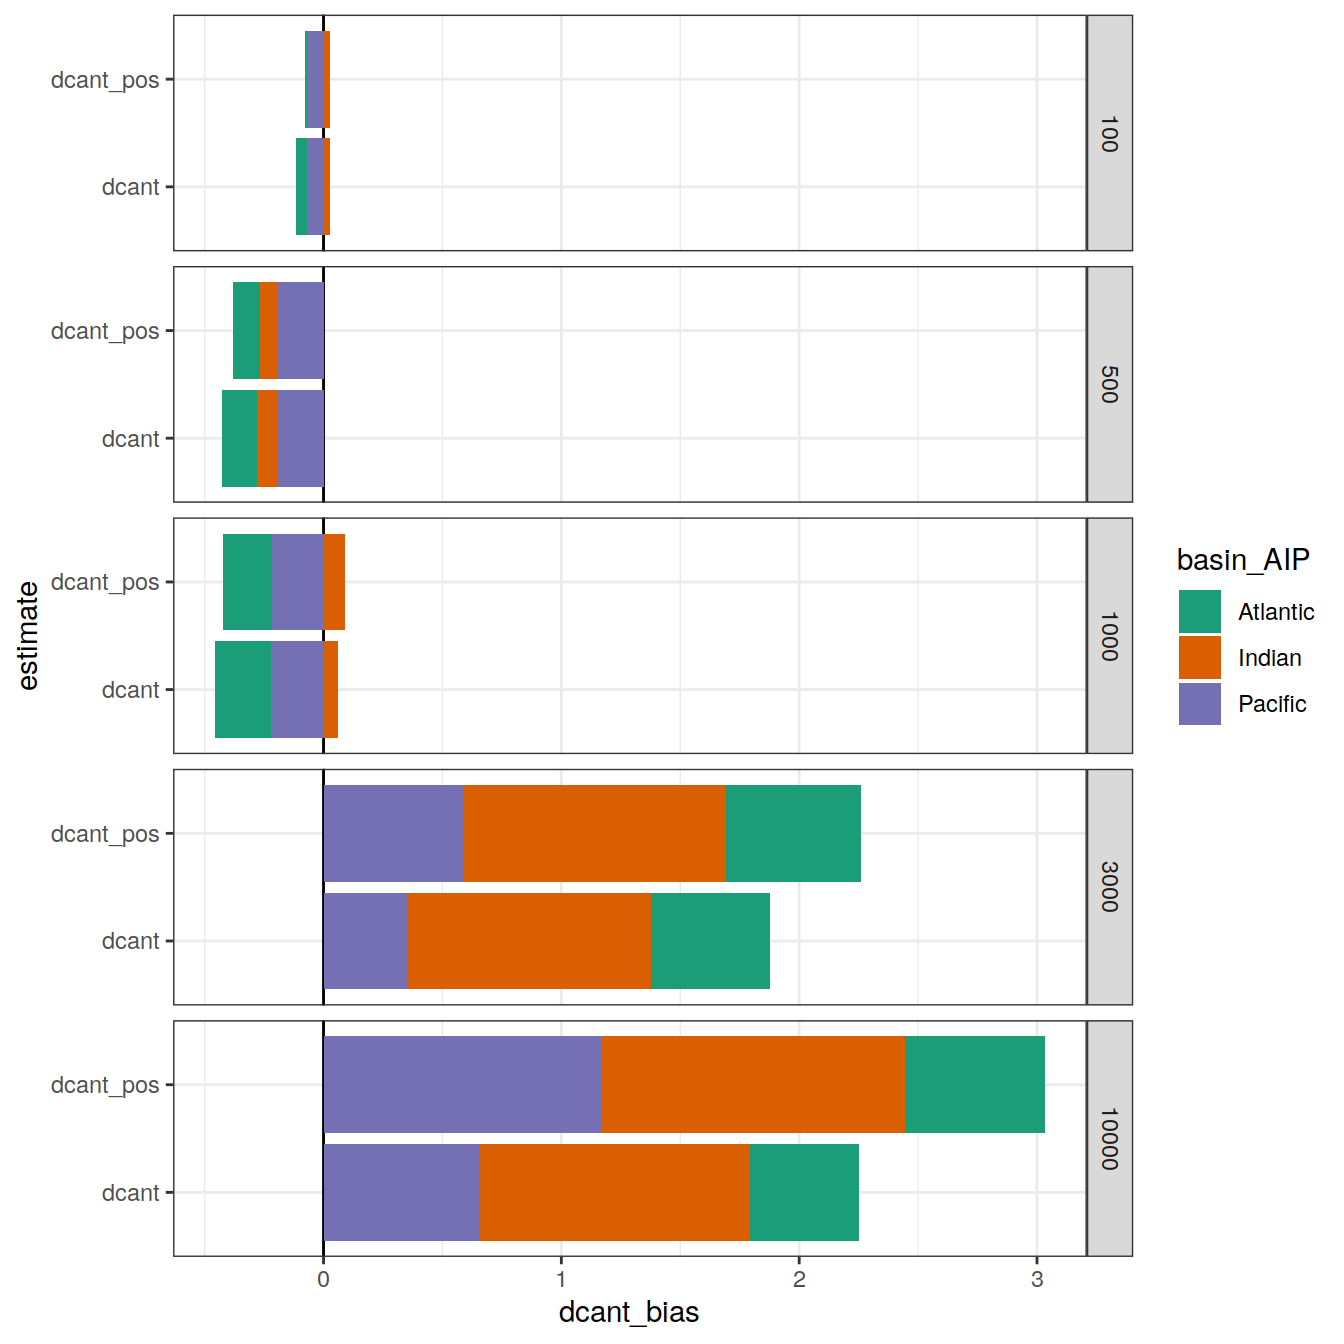 dcant_pos
dcant
100
dcant_pos
dcant
500
dcant_pos
dcant
1000
dcant_pos
dcant
3000
dcant_pos
dcant
10000
0 1 2 3
dcant_bias
estimate
basin_AIP
Atlantic
Indian
Pacific